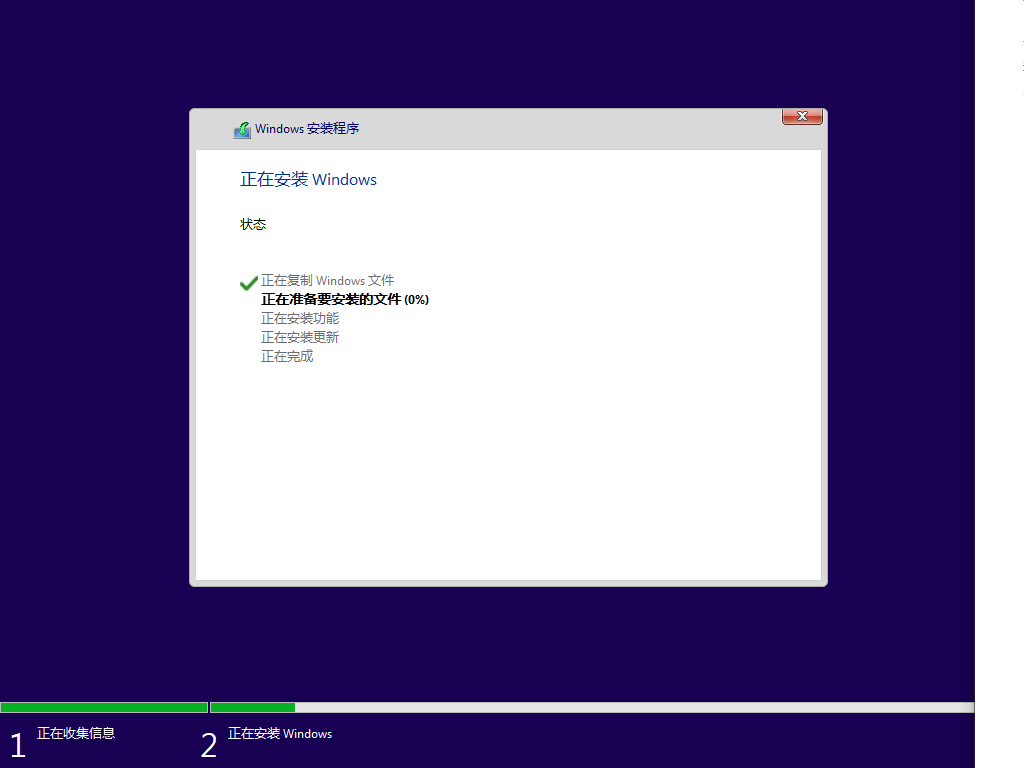 Windows 安装程序
正在安装 Windows
状态
正在复制 Windows 文件
正在准备要安装的文件 (0%)
正在安装功能
正在安装更新
正在完成
1 正在收集信息
2 正在安装 Windows